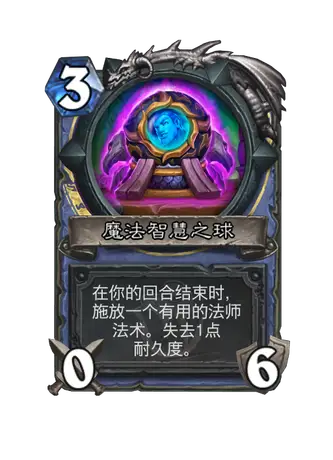 3
魔法智慧之球
在你的回合结束时，
施放一个有用的法师
法术。失去1点
耐久度。
0
6